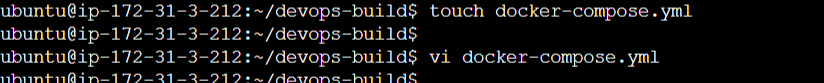 ubuntu@ip-172-31-3-212:~/devops-build$ touch docker-compose.yml
ubuntu@ip-172-31-3-212:~/devops-build$
ubuntu@ip-172-31-3-212:~/devops-build$ vi docker-compose.yml
ubuntu@ip-172-31-3-212:~/devops-build$